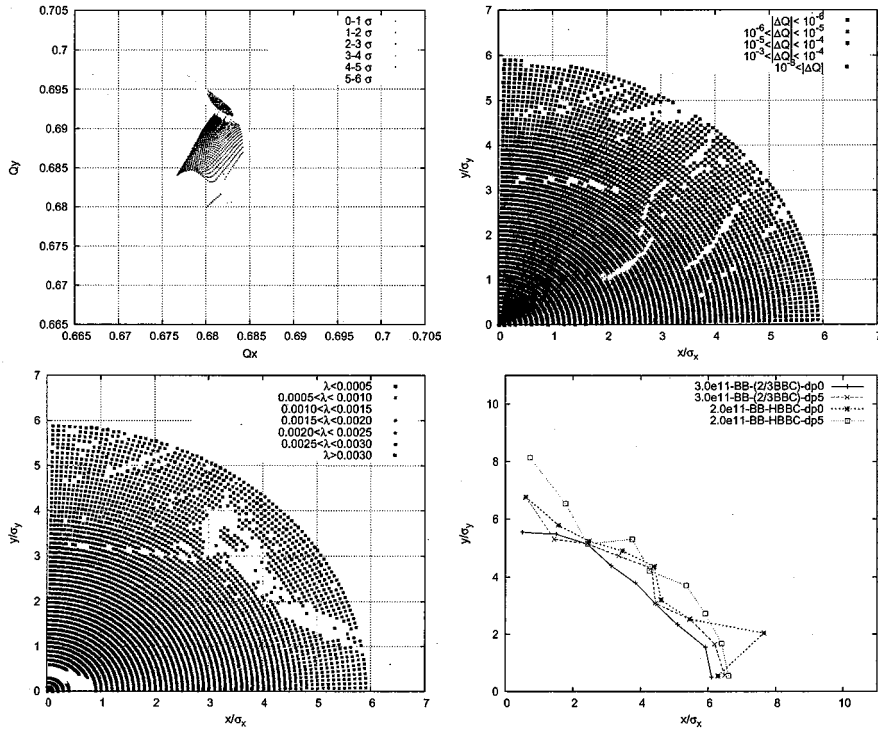 0.705
0.7
0.695
0.69
0.685
0.68
0.675
0.67
0.665
Qy
0-1 σ
1-2 σ
2-3 σ
3-4 σ
4-5 σ
5-6 σ
0.665 0.67 0.675 0.68 0.685 0.69 0.695 0.7 0.705
Qx
7
6
5
4
3
2
1
0
y/σy
|ΔQ| < 10^-6
10^-6<|ΔQ| < 10^-5
10^-5<|ΔQ| < 10^-4
10^-3<|ΔQ| < 10^-4
10^-3<|ΔQ|
0 1 2 3 4 5 6 7
x/σx
7
6
5
4
3
2
1
0
y/σy
λ<0.0005
0.0005<λ< 0.0010
0.0010<λ<0.0015
0.0015<λ<0.0020
0.0020<λ< 0.0025
0.0025<λ<0.0030
λ>0.0030
0 1 2 3 4 5 6 7
x/σx
10
8
6
4
2
0
y/σy
3.0e11-BB-(2/3BBC)-dp0
3.0e11-BB-(2/3BBC)-dp5
2.0e11-BB-HBBC-dp0
2.0e11-BB-HBBC-dp5
0 2 4 6 8 10
x/σx